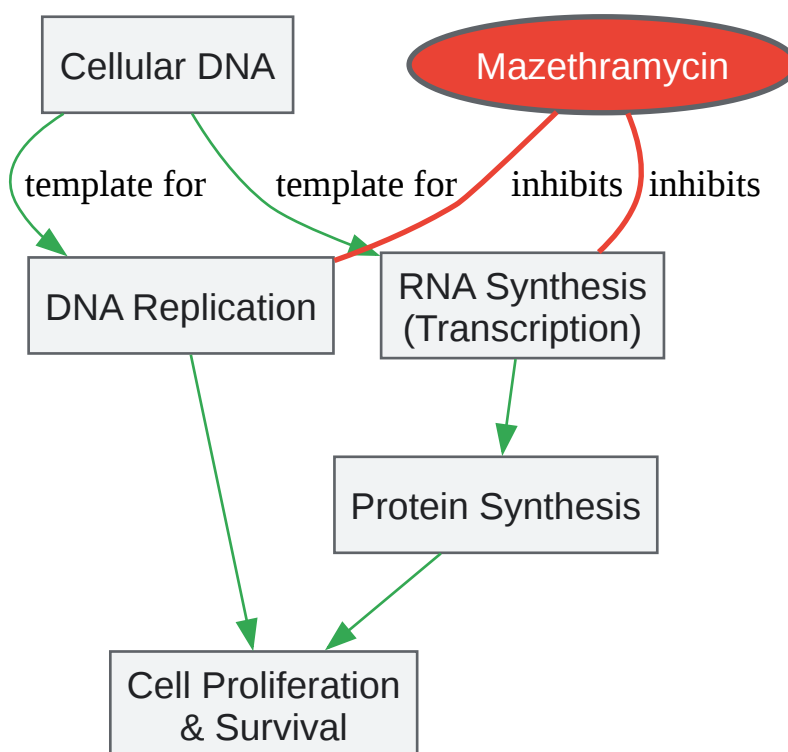 Cellular DNA
Mazethramycin
template for
template for
inhibits
inhibits
DNA Replication
RNA Synthesis
(Transcription)
Protein Synthesis
Cell Proliferation
& Survival